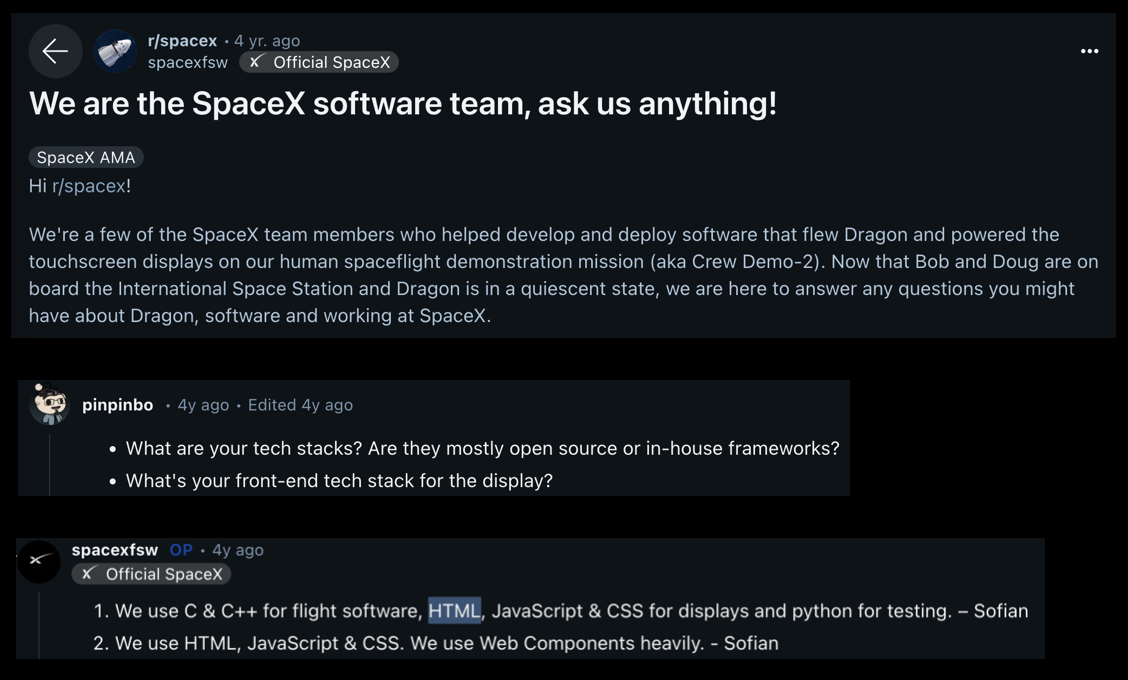 r/spacex • 4 yr. ago
spacexfsw Official SpaceX
We are the SpaceX software team, ask us anything!
SpaceX AMA
Hi r/spacex!
We're a few of the SpaceX team members who helped develop and deploy software that flew Dragon and powered the
touchscreen displays on our human spaceflight demonstration mission (aka Crew Demo-2). Now that Bob and Doug are on
board the International Space Station and Dragon is in a quiescent state, we are here to answer any questions you might
have about Dragon, software and working at SpaceX.
pinpinbo • 4y ago • Edited 4y ago
• What are your tech stacks? Are they mostly open source or in-house frameworks?
• What's your front-end tech stack for the display?
spacexfsw OP • 4y ago
Official SpaceX
1. We use C & C++ for flight software, HTML, JavaScript & CSS for displays and python for testing. – Sofian
2. We use HTML, JavaScript & CSS. We use Web Components heavily. - Sofian